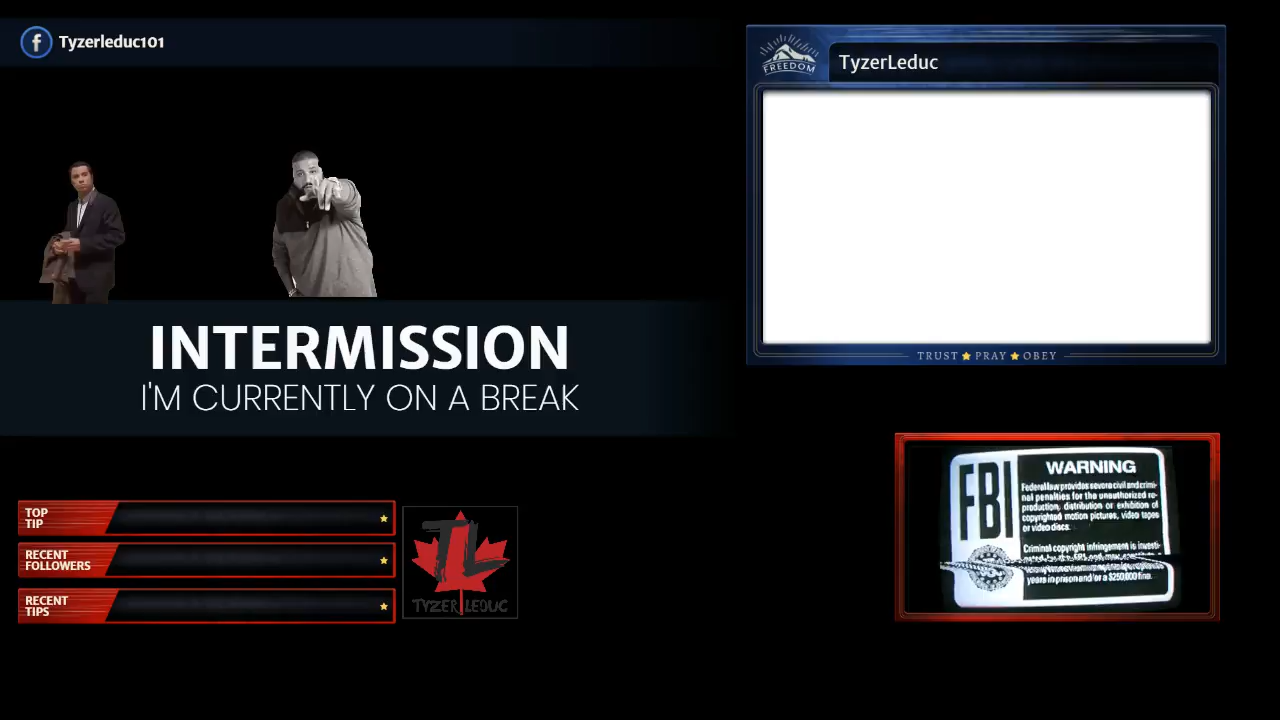 Tyzerleduc101
FREEDOM
TyzerLeduc
TRUST PRAY OBEY
INTERMISSION
I'M CURRENTLY ON A BREAK
TOP
TIP
RECENT
FOLLOWERS
RECENT
TIPS
TL
TYZER LEDUC
FBI
WARNING
Federal law provides severe civil and crimi-
nal penalties for the unauthorized re-
production, distribution or exhibition of
copyrighted motion pictures, video tapes
or video discs.
Criminal copyright infringement is investi-
years in prison and/or a $250,000 fine.